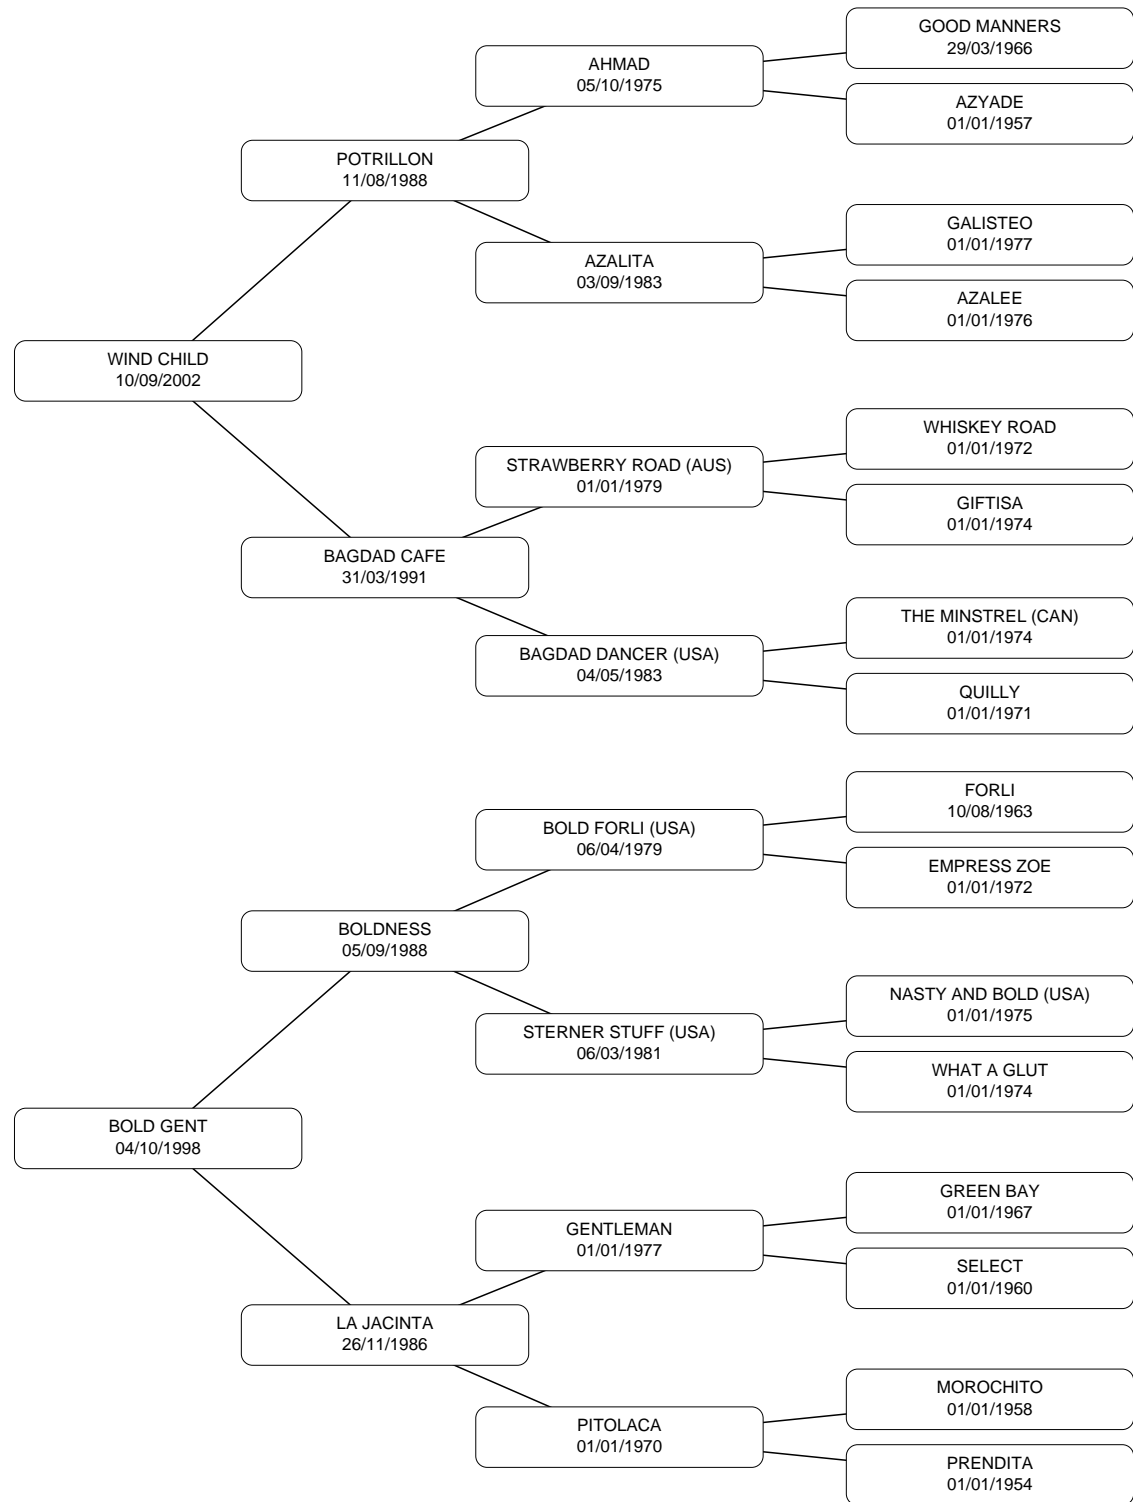 GOOD MANNERS
29/03/1966
AHMAD
05/10/1975
AZYADE
01/01/1957
POTRILLON
11/08/1988
GALISTEO
01/01/1977
AZALITA
03/09/1983
AZALEE
01/01/1976
WIND CHILD
10/09/2002
WHISKEY ROAD
01/01/1972
STRAWBERRY ROAD (AUS)
01/01/1979
GIFTISA
01/01/1974
BAGDAD CAFE
31/03/1991
THE MINSTREL (CAN)
01/01/1974
BAGDAD DANCER (USA)
04/05/1983
QUILLY
01/01/1971
FORLI
10/08/1963
BOLD FORLI (USA)
06/04/1979
EMPRESS ZOE
01/01/1972
BOLDNESS
05/09/1988
NASTY AND BOLD (USA)
01/01/1975
STERNER STUFF (USA)
06/03/1981
WHAT A GLUT
01/01/1974
BOLD GENT
04/10/1998
GREEN BAY
01/01/1967
GENTLEMAN
01/01/1977
SELECT
01/01/1960
LA JACINTA
26/11/1986
MOROCHITO
01/01/1958
PITOLACA
01/01/1970
PRENDITA
01/01/1954